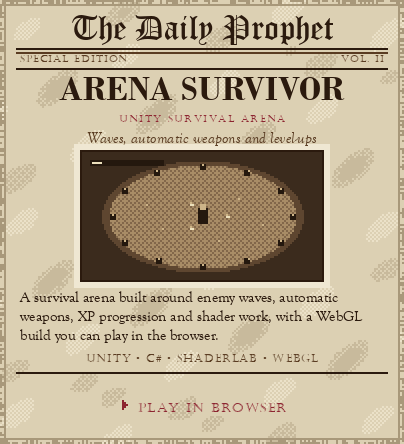 The Daily Prophet
SPECIAL EDITION VOL. II
ARENA SURVIVOR
UNITY SURVIVAL ARENA
Waves, automatic weapons and level-ups
A survival arena built around enemy waves, automatic
weapons, XP progression and shader work, with a WebGL
build you can play in the browser.
UNITY · C# · SHADERLAB · WEBGL
PLAY IN BROWSER